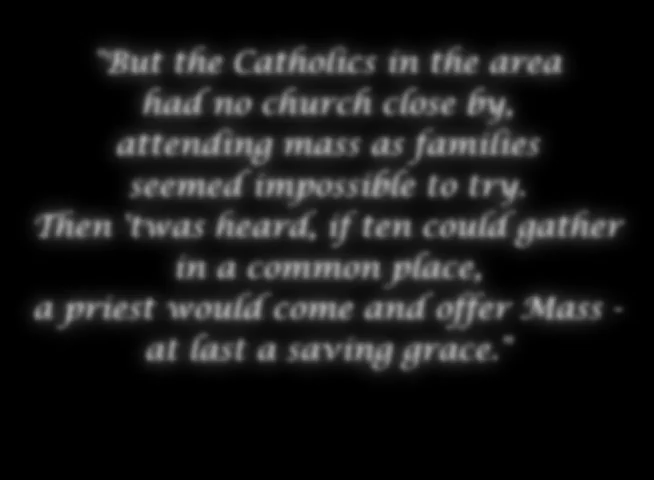 "But the Catholics in the area
had no church close by,
attending mass as families
seemed impossible to try.
Then 'twas heard, if ten could gather
in a common place,
a priest would come and offer Mass -
at last a saving grace."